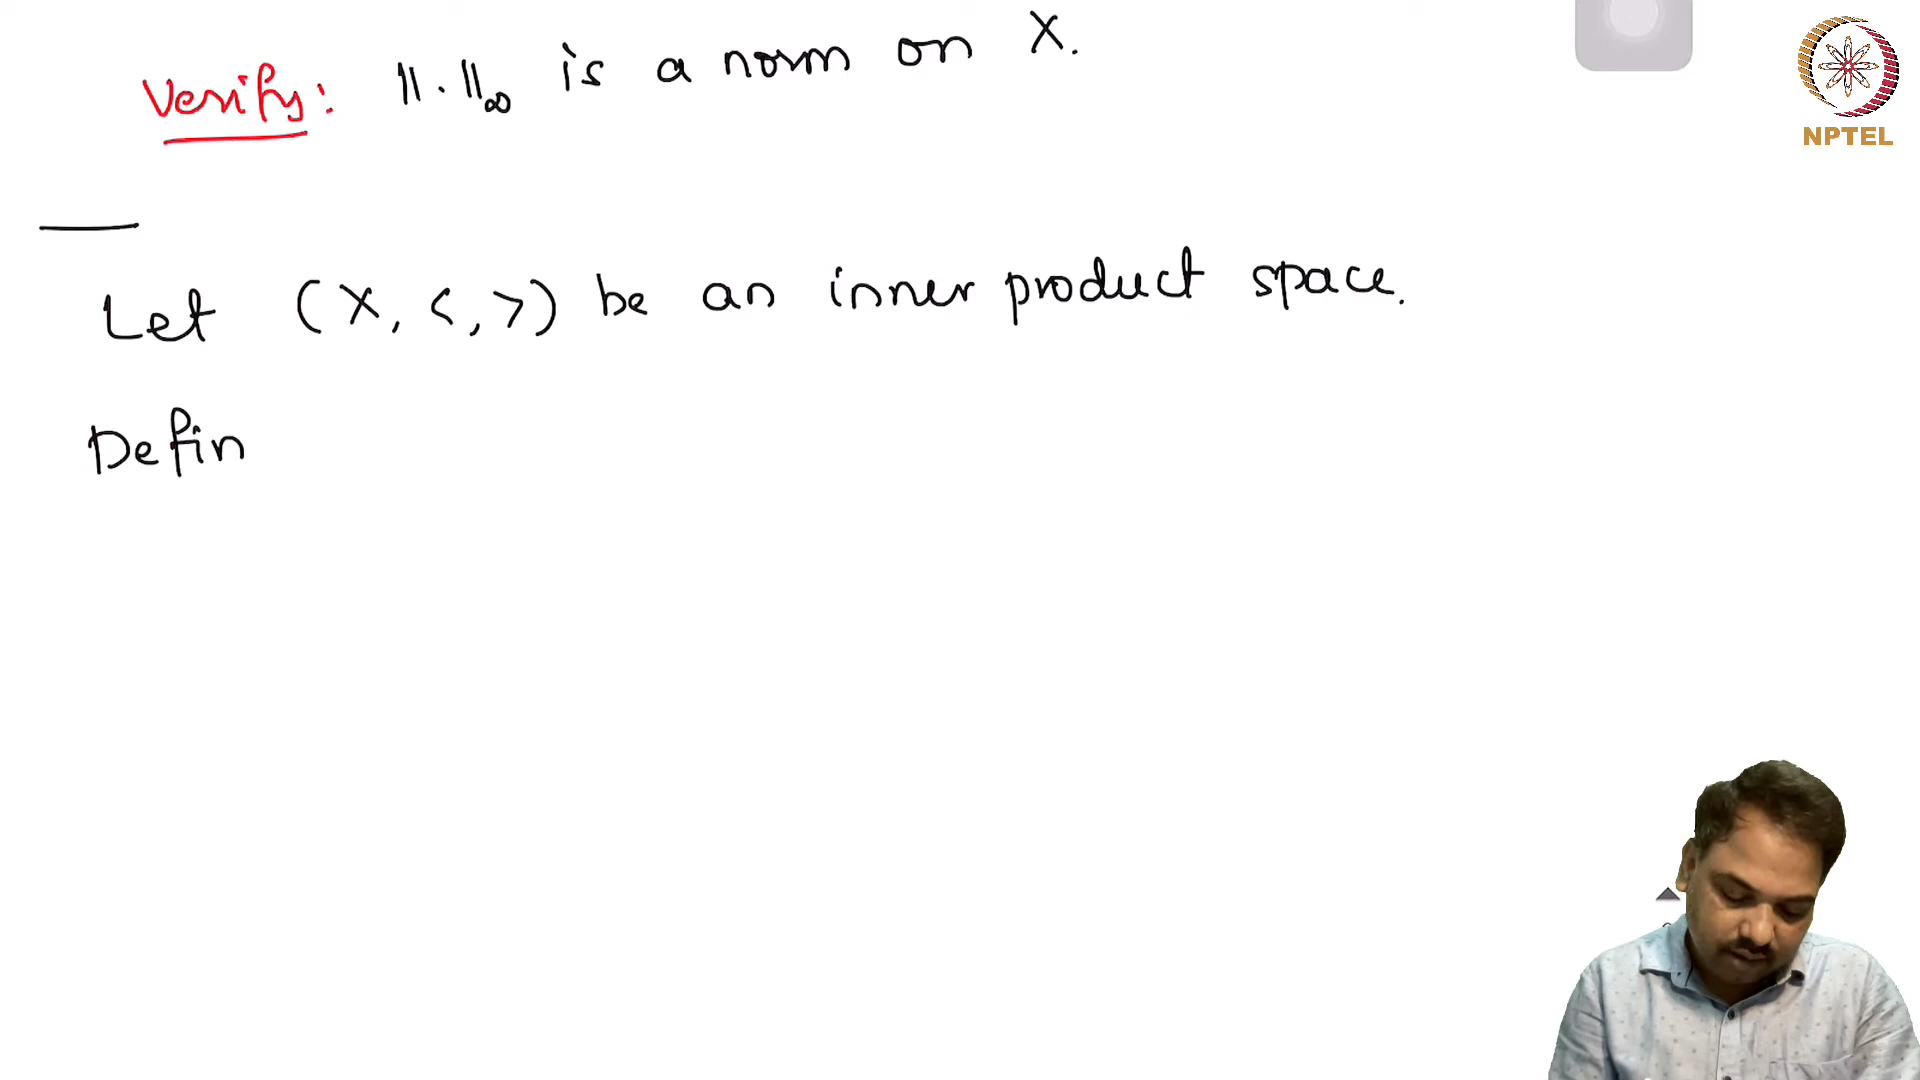 Verify: ||·||∞ is a norm on X.
NPTEL
Let (X, <, >) be an inner product space.
Defin